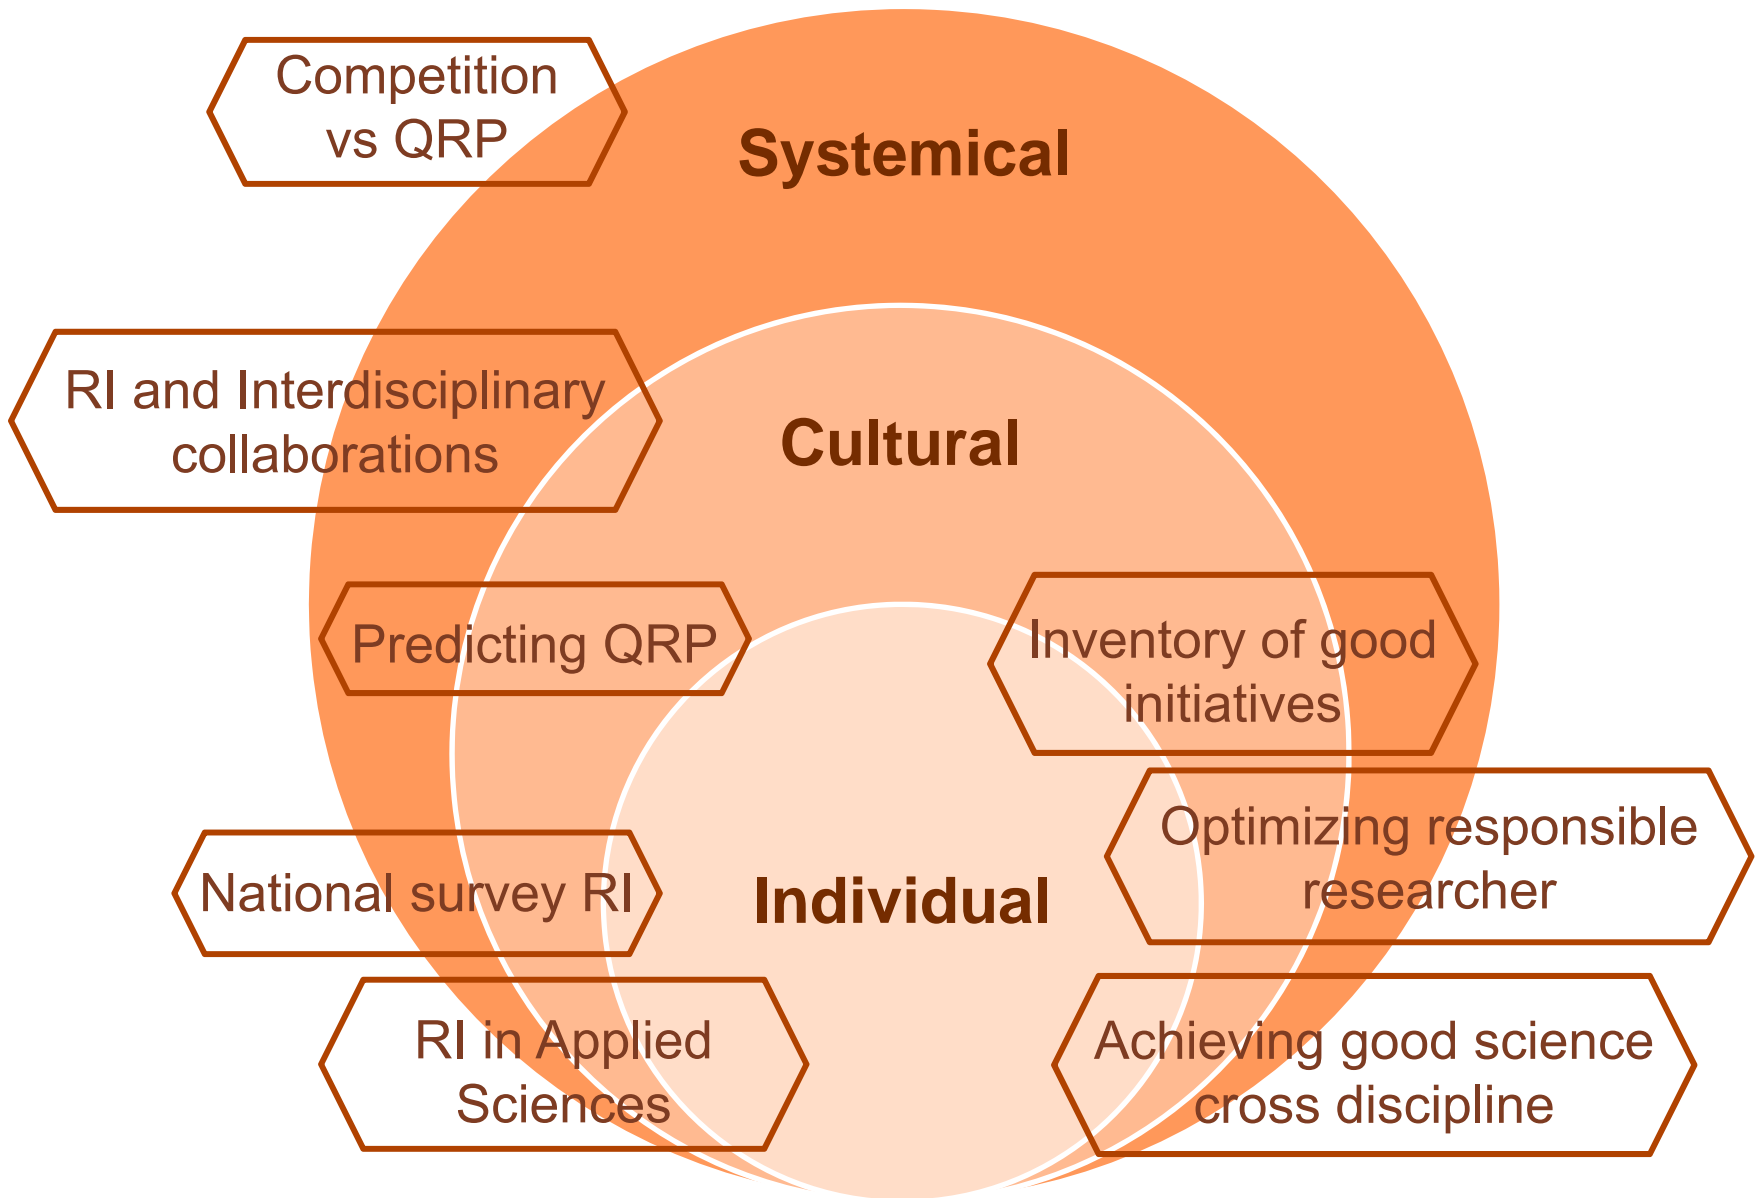 Competition
vs QRP
Systemical
RI and Interdisciplinary
collaborations
Cultural
Predicting QRP
Inventory of good
initiatives
Optimizing responsible
researcher
National survey RI
Individual
RI in Applied
Sciences
Achieving good science
cross discipline